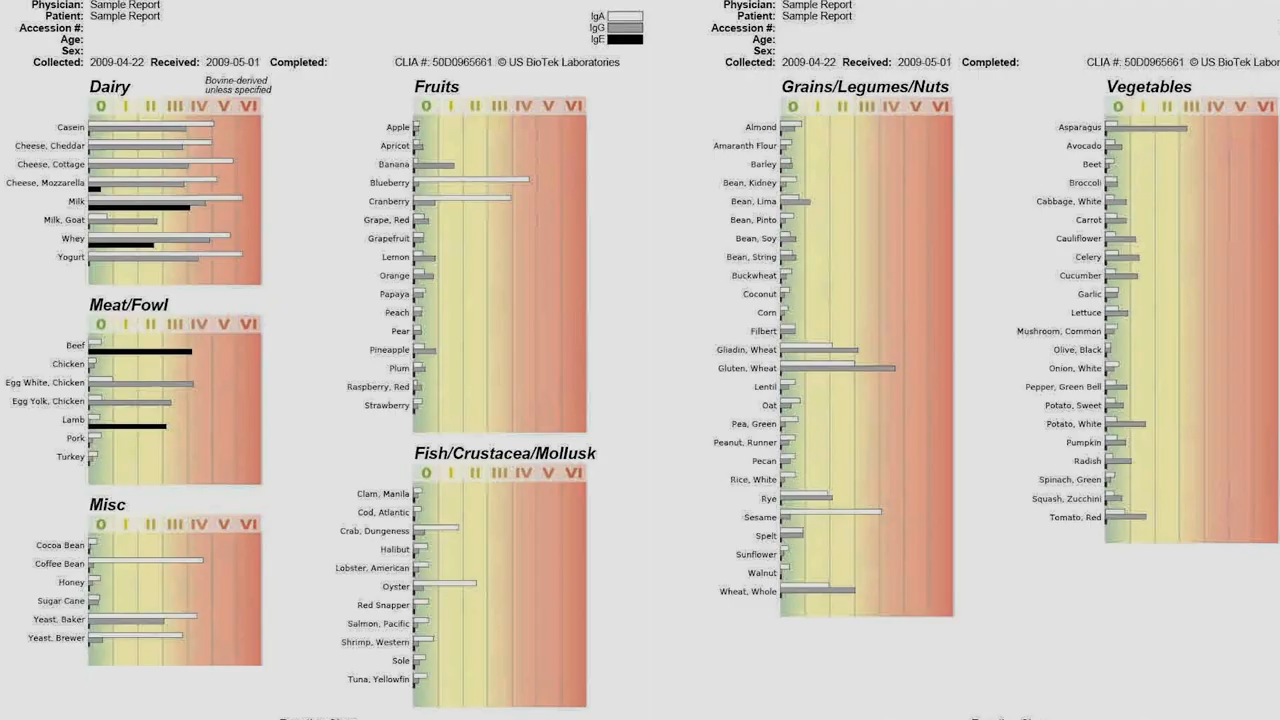 Physician: Sample Report
Patient: Sample Report
Accession #:
Age:
Sex:
Collected: 2009-04-22 Received: 2009-05-01 Completed:
IgA
IgG
IgE
CLIA #: 50D0965661 © US BioTek Laboratories
Dairy
Bovine-derived
unless specified
0 I II III IV V VI
Casein
Cheese, Cheddar
Cheese, Cottage
Cheese, Mozzarella
Milk
Milk, Goat
Whey
Yogurt
Meat/Fowl
0 I II III IV V VI
Beef
Chicken
Egg White, Chicken
Egg Yolk, Chicken
Lamb
Pork
Turkey
Misc
0 I II III IV V VI
Cocoa Bean
Coffee Bean
Honey
Sugar Cane
Yeast, Baker
Yeast, Brewer
Fruits
0 I II III IV V VI
Apple
Apricot
Banana
Blueberry
Cranberry
Grape, Red
Grapefruit
Lemon
Orange
Papaya
Peach
Pear
Pineapple
Plum
Raspberry, Red
Strawberry
Fish/Crustacea/Mollusk
0 I II III IV V VI
Clam, Manila
Cod, Atlantic
Crab, Dungeness
Halibut
Lobster, American
Oyster
Red Snapper
Salmon, Pacific
Shrimp, Western
Sole
Tuna, Yellowfin
Physician: Sample Report
Patient: Sample Report
Accession #:
Age:
Sex:
Collected: 2009-04-22 Received: 2009-05-01 Completed:
CLIA #: 50D0965661 © US BioTek Labor
Grains/Legumes/Nuts
0 I II III IV V VI
Almond
Amaranth Flour
Barley
Bean, Kidney
Bean, Lima
Bean, Pinto
Bean, Soy
Bean, String
Buckwheat
Coconut
Corn
Filbert
Gliadin, Wheat
Gluten, Wheat
Lentil
Oat
Pea, Green
Peanut, Runner
Pecan
Rice, White
Rye
Sesame
Spelt
Sunflower
Walnut
Wheat, Whole
Vegetables
0 I II III IV V VI
Asparagus
Avocado
Beet
Broccoli
Cabbage, White
Carrot
Cauliflower
Celery
Cucumber
Garlic
Lettuce
Mushroom, Common
Olive, Black
Onion, White
Pepper, Green Bell
Potato, Sweet
Potato, White
Pumpkin
Radish
Spinach, Green
Squash, Zucchini
Tomato, Red